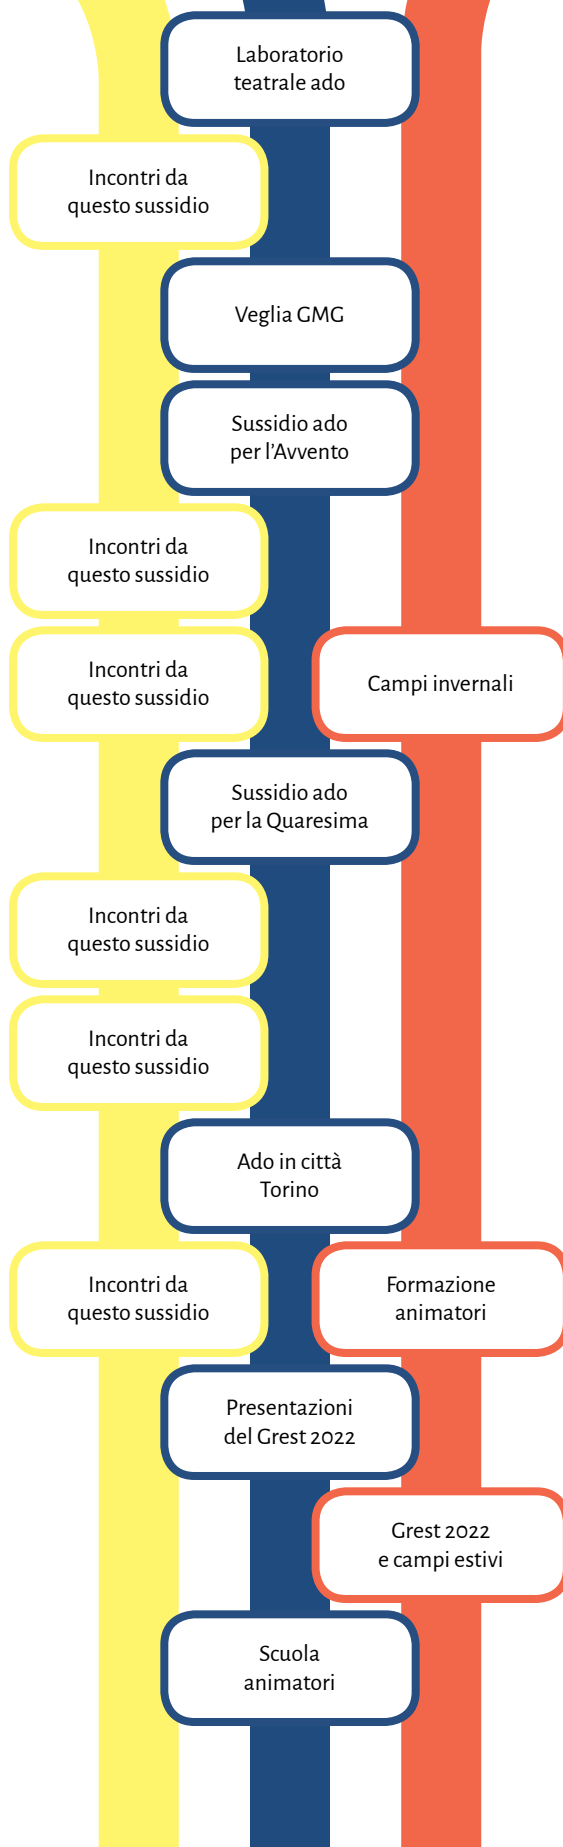 Laboratorio
teatrale ado
Incontri da
questo sussidio
Veglia GMG
Sussidio ado
per l'Avvento
Incontri da
questo sussidio
Incontri da
questo sussidio
Campi invernali
Sussidio ado
per la Quaresima
Incontri da
questo sussidio
Incontri da
questo sussidio
Ado in città
Torino
Incontri da
questo sussidio
Formazione
animatori
Presentazioni
del Grest 2022
Grest 2022
e campi estivi
Scuola
animatori